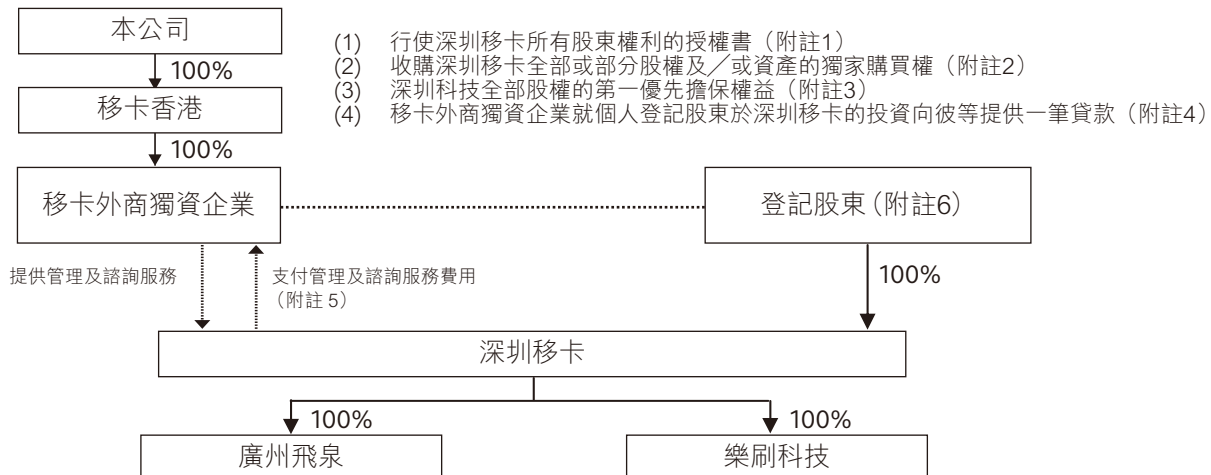 本公司
(1) 行使深圳移卡所有股東權利的授權書（附註1）
(2) 收購深圳移卡全部或部分股權及／或資產的獨家購買權（附註2）
(3) 深圳科技全部股權的第一優先擔保權益（附註3）
(4) 移卡外商獨資企業就個人登記股東於深圳移卡的投資向彼等提供一筆貸款（附註4）
100%
移卡香港
100%
移卡外商獨資企業
登記股東（附註6）
提供管理及諮詢服務
支付管理及諮詢服務費用
（附註 5）
100%
深圳移卡
100%
100%
廣州飛泉
樂刷科技